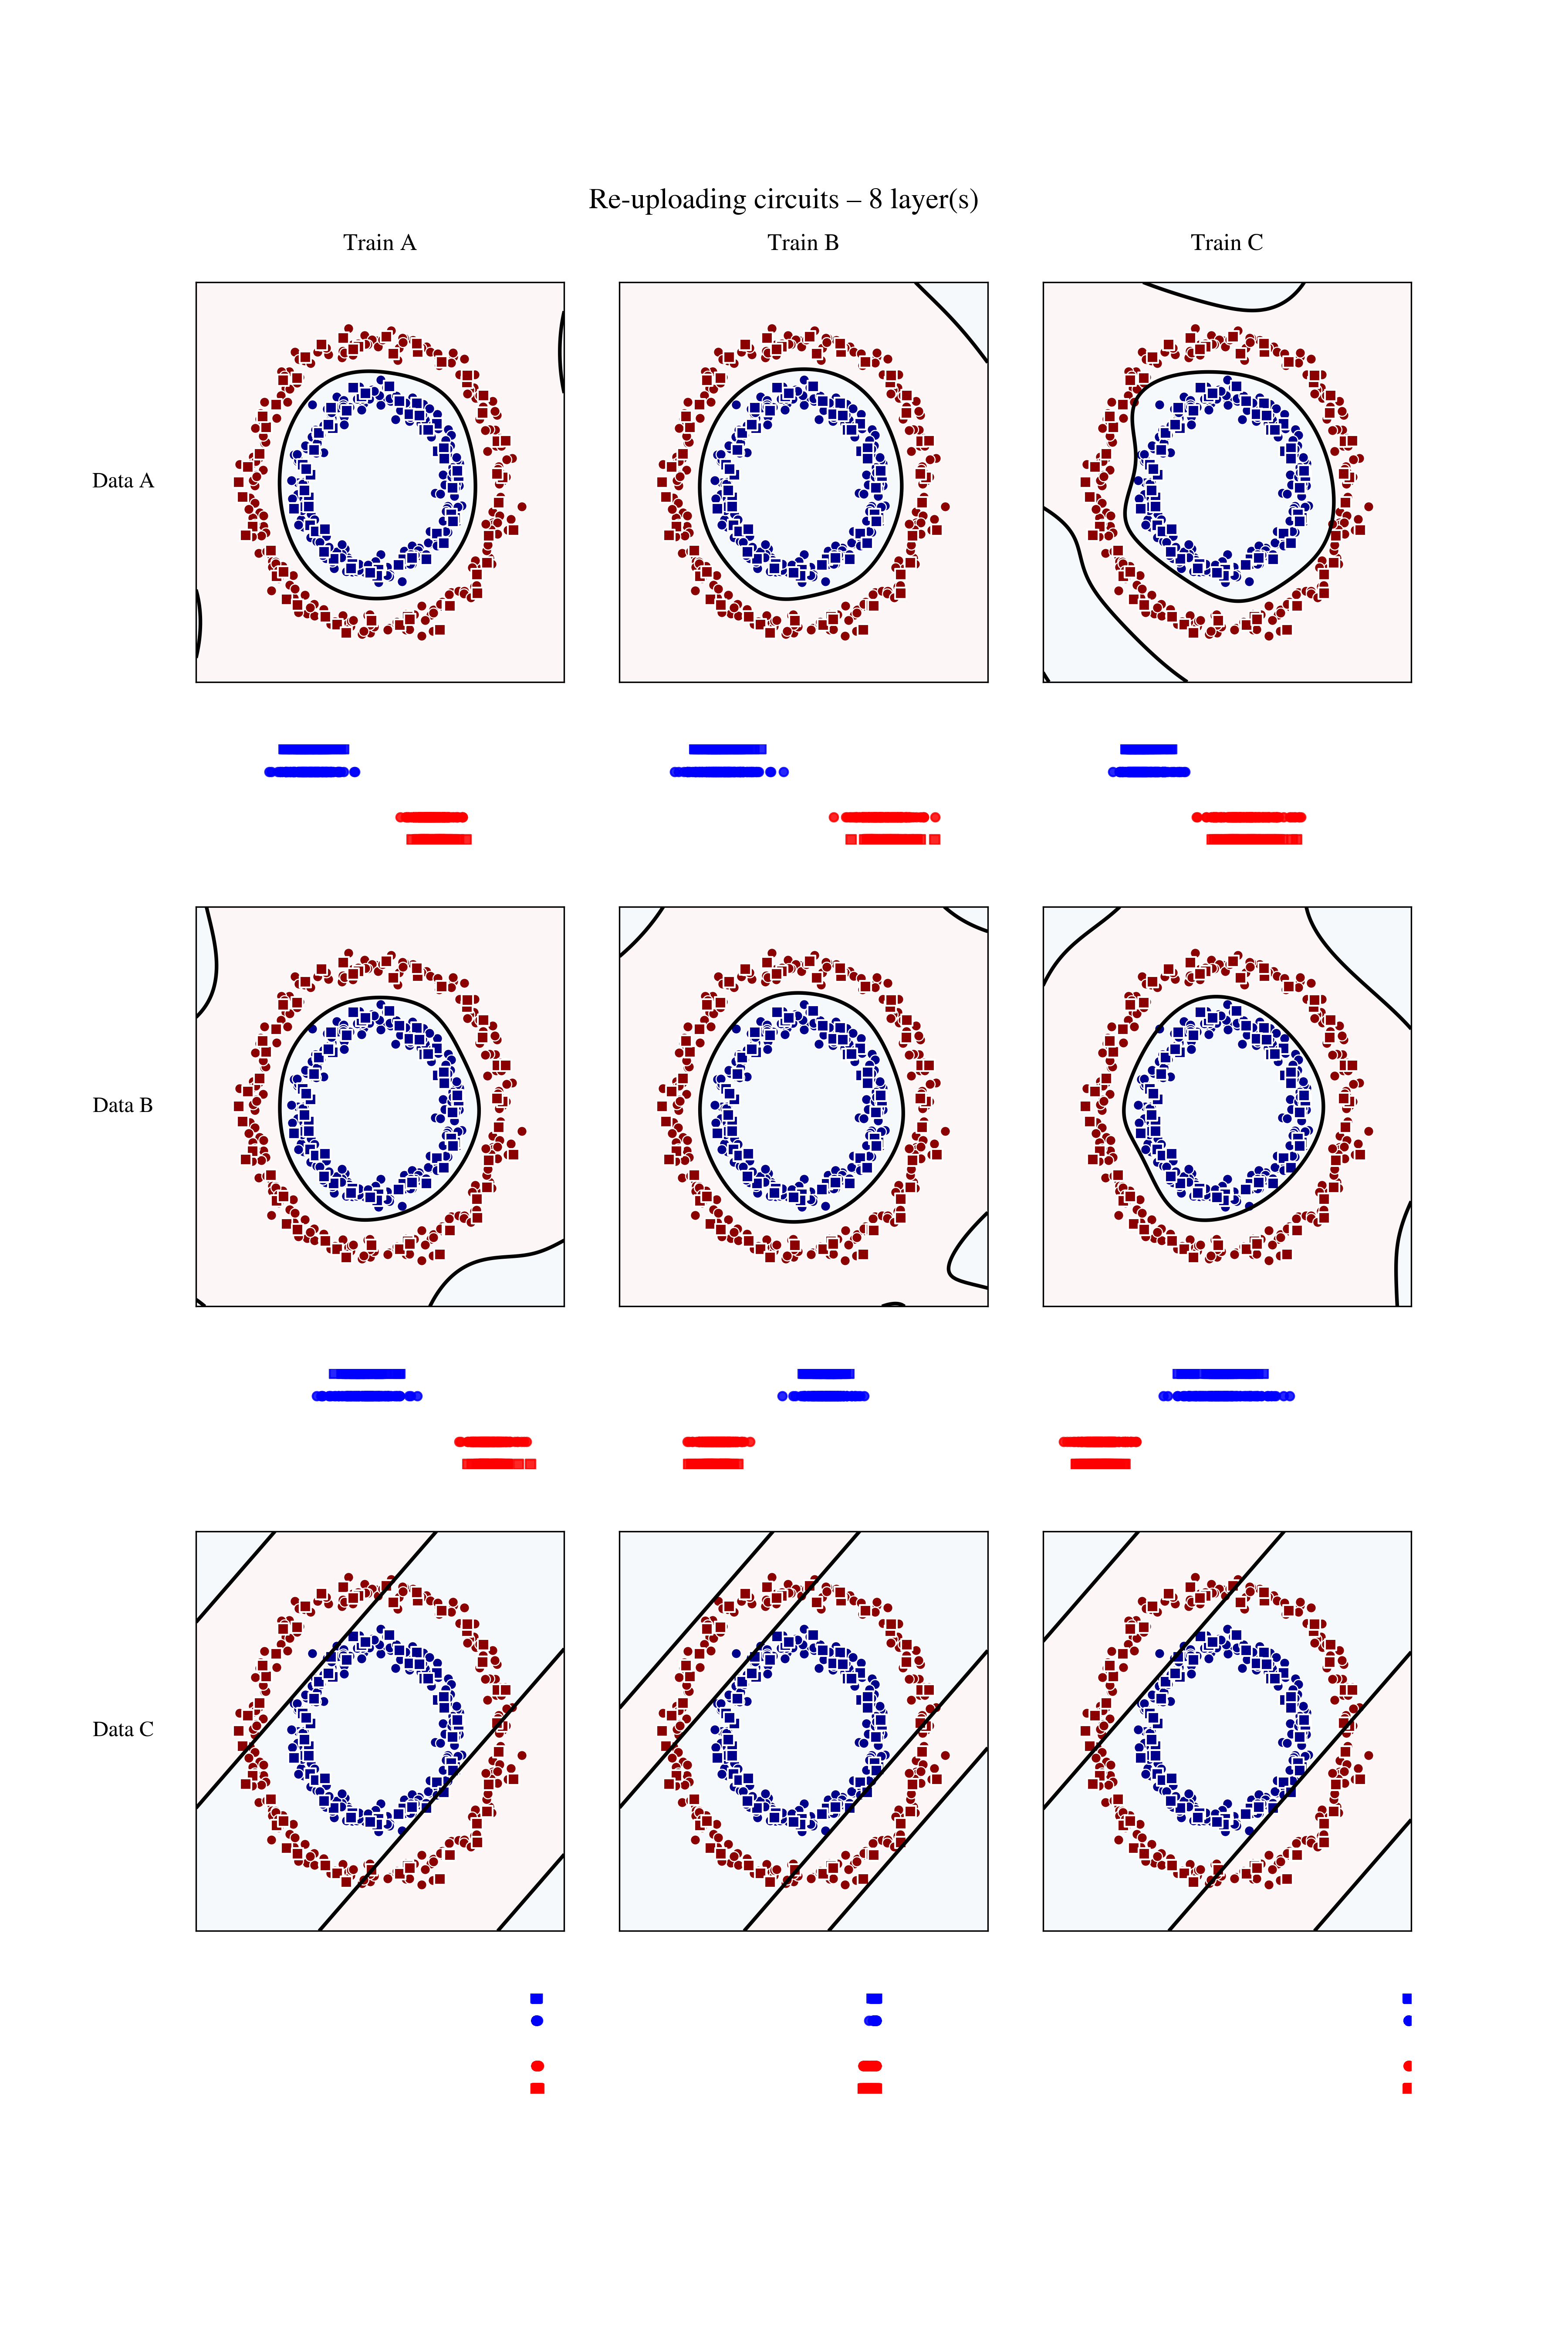 Re-uploading circuits – 8 layer(s)
Train A
Train B
Train C
Data A
Data B
Data C